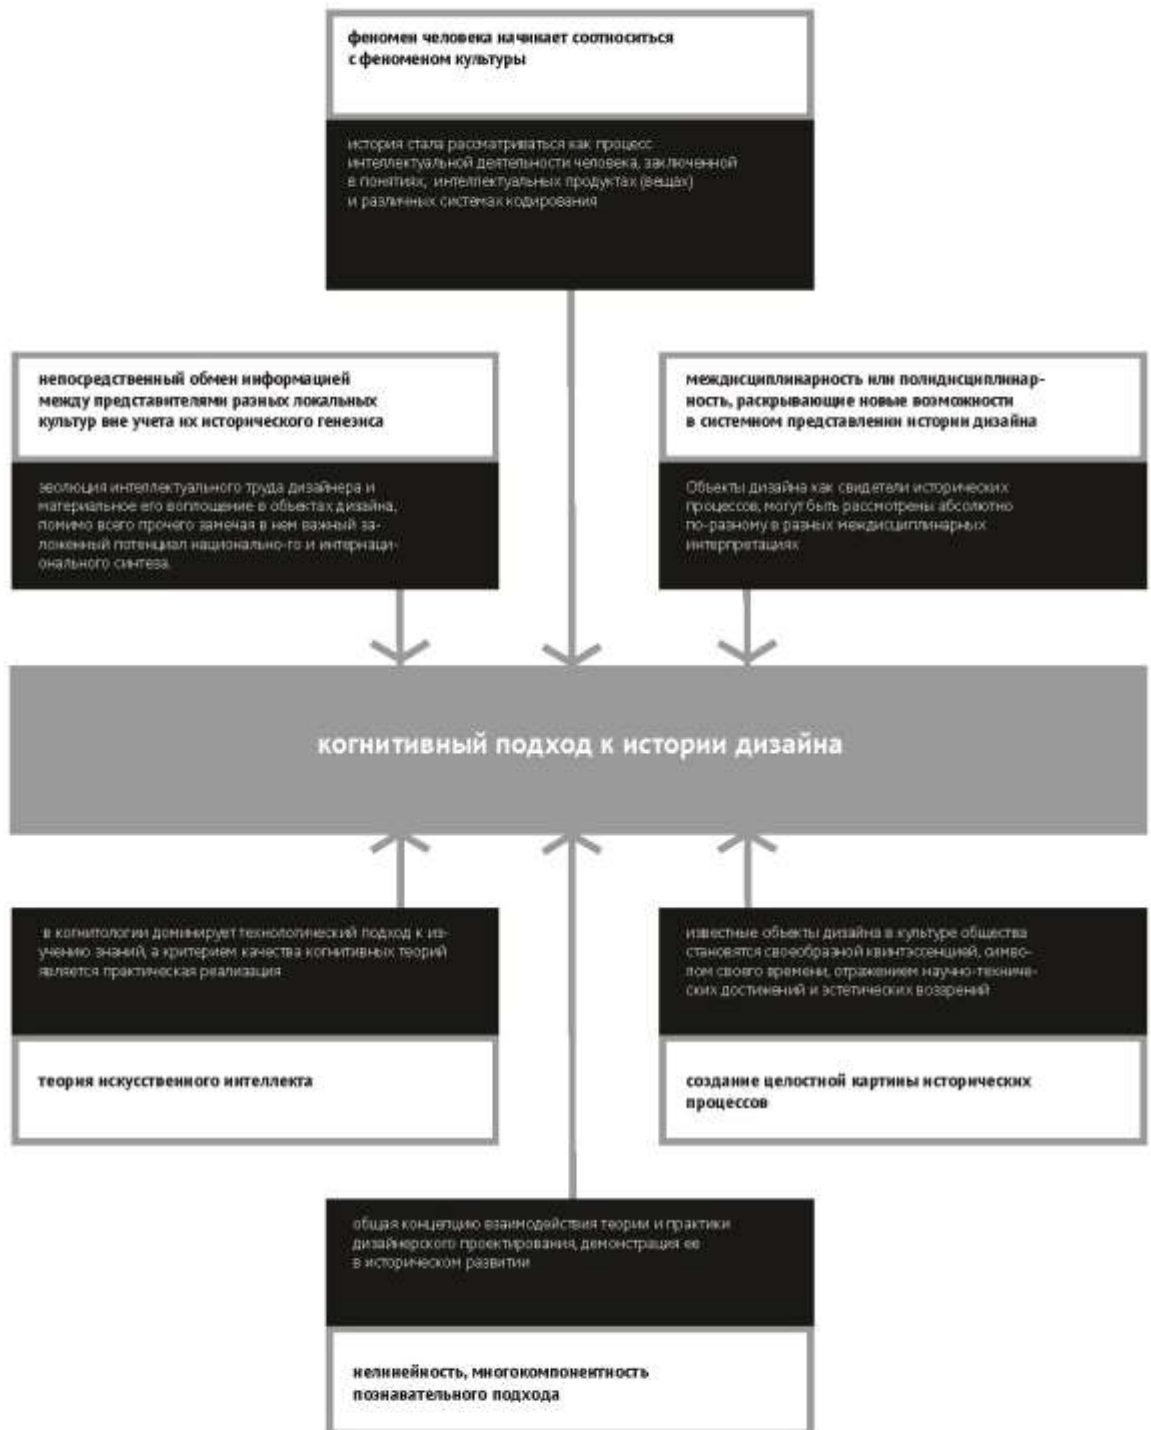 феномен человека начинает соотноситься
с феноменом культуры
история стала рассматриваться как процесс
интеллектуальной деятельности человека, заключенной
в понятиях, интеллектуальных продуктах (вещах)
и различных системах кодирования
непосредственный обмен информацией
между представителями разных локальных
культур вне учета их исторического генезиса
эволюция интеллектуального труда дизайнера и
материальное его воплощение в объектах дизайна,
помимо всего прочего замечая в нем важный за-
ложенный потенциал национально-го и интернаци-
онального синтеза.
междисциплинарность или полидисциплинар-
ность, раскрывающие новые возможности
в системном представлении истории дизайна
Объекты дизайна как свидетели исторических
процессов, могут быть рассмотрены абсолютно
по-разному в разных междисциплинарных
интерпретациях
когнитивный подход к истории дизайна
в когнитологии доминирует технологический подход к из-
учению знаний, а критерием качества когнитивных теорий
является практическая реализация
теория искусственного интеллекта
известные объекты дизайна в культуре общества
становятся своеобразной квинтэссенцией, симво-
лом своего времени, отражением научно-техниче-
ских достижений и эстетических воззрений
создание целостной картины исторических
процессов
общая концепцию взаимодействия теории и практики
дизайнерского проектирования, демонстрация ее
в историческом развитии
нелинейность, многокомпонентность
познавательного подхода